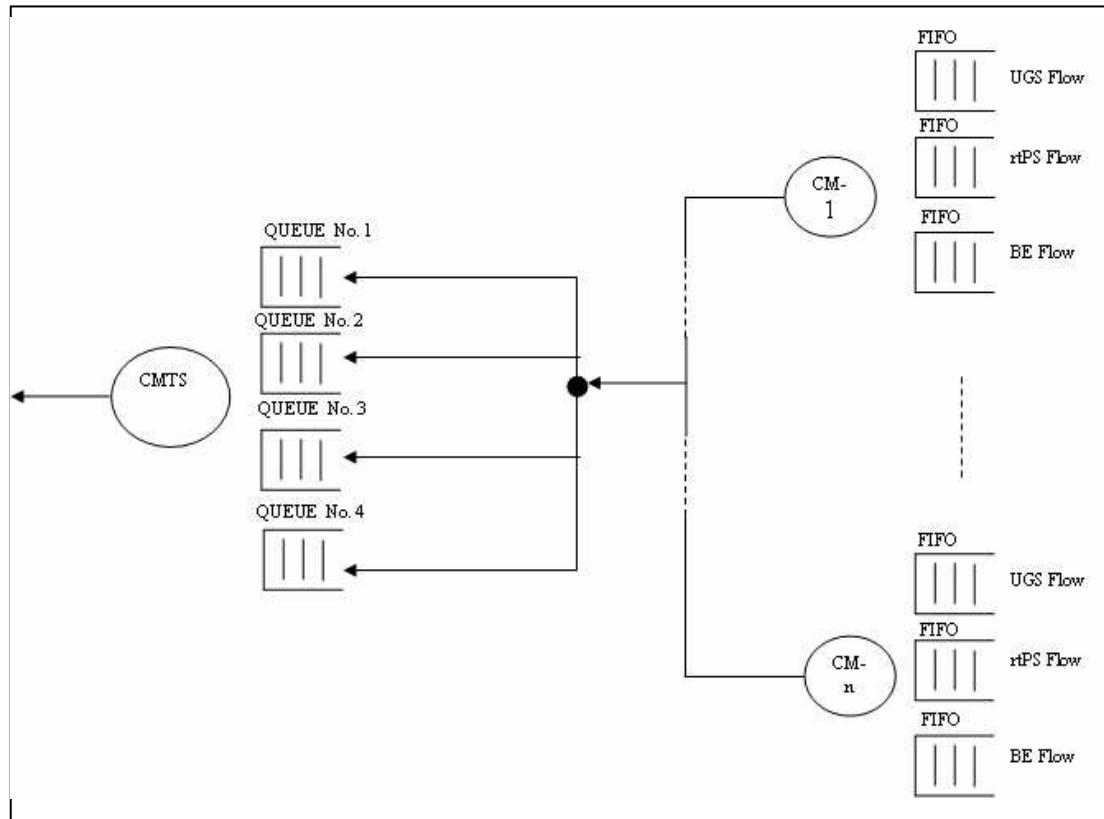 FIFO
UGS Flow
FIFO
rtPS Flow
CM-
1
FIFO
BE Flow
QUEUE No. 1
QUEUE No. 2
CMTS
QUEUE No. 3
QUEUE No. 4
FIFO
UGS Flow
FIFO
rtPS Flow
CM-
n
FIFO
BE Flow